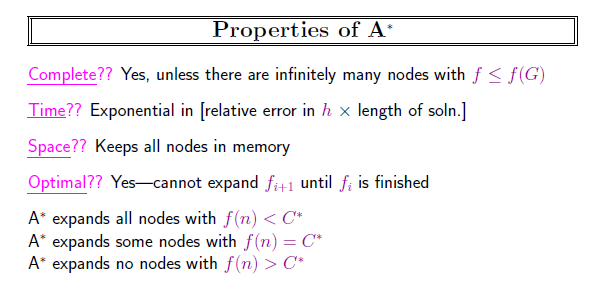 Properties of A*
Complete?? Yes, unless there are infinitely many nodes with f ≤ f(G)
Time?? Exponential in [relative error in h × length of soln.]
Space?? Keeps all nodes in memory
Optimal?? Yes—cannot expand fᵢ₊₁ until fᵢ is finished
A* expands all nodes with f(n) < C*
A* expands some nodes with f(n) = C*
A* expands no nodes with f(n) > C*